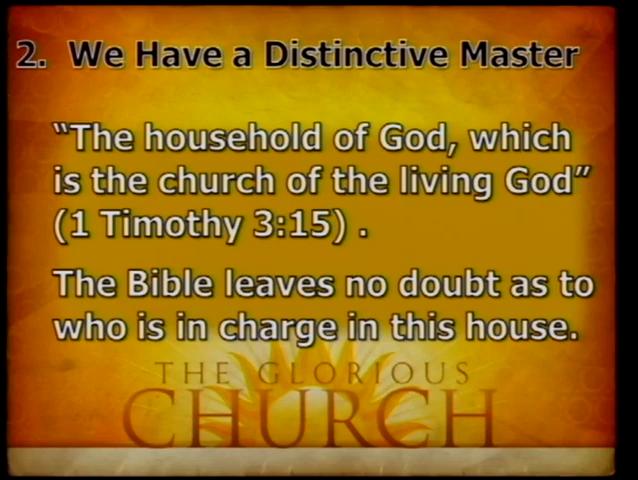 2. We Have a Distinctive Master
“The household of God, which
is the church of the living God”
(1 Timothy 3:15) .
The Bible leaves no doubt as to
who is in charge in this house.
THE GLORIOUS
CHURCH